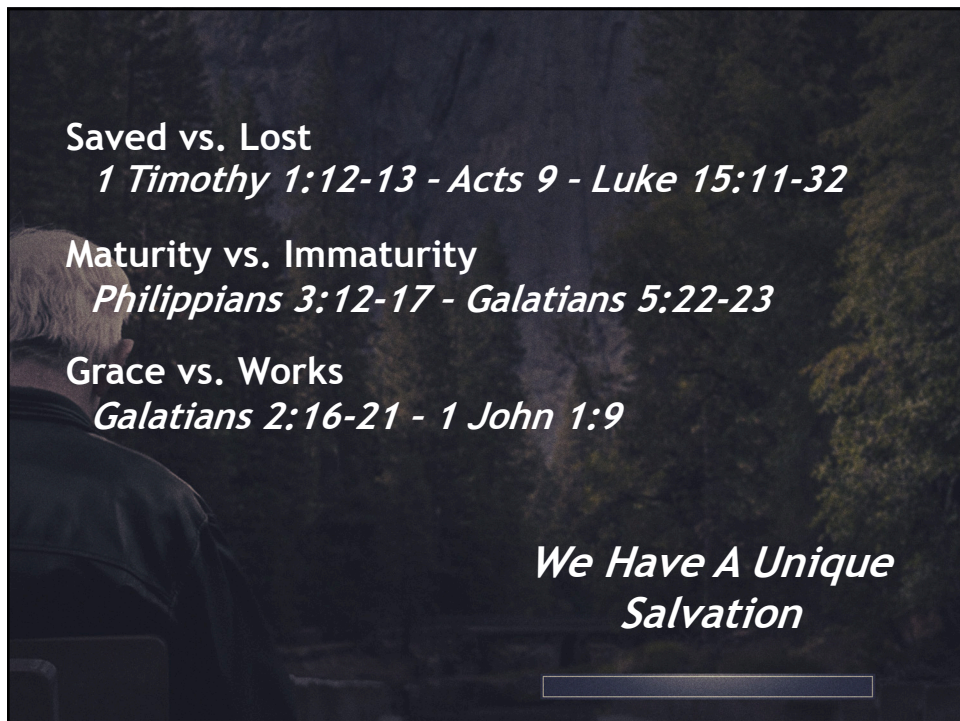 Saved vs. Lost
1 Timothy 1:12-13 – Acts 9 – Luke 15:11-32
Maturity vs. Immaturity
Philippians 3:12-17 – Galatians 5:22-23
Grace vs. Works
Galatians 2:16-21 – 1 John 1:9
We Have A Unique
Salvation